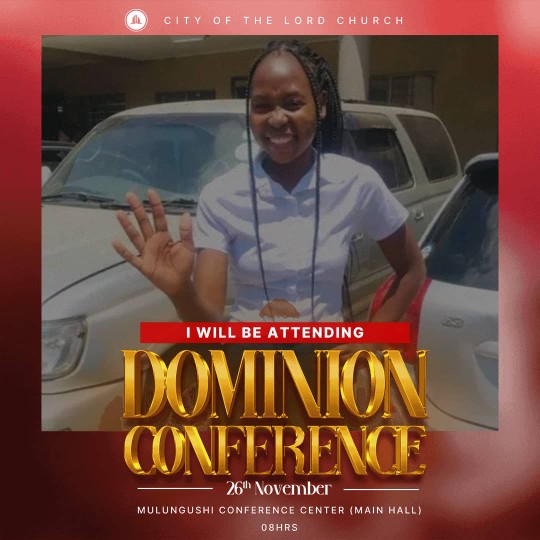 CITY OF THE LORD CHURCH
I WILL BE ATTENDING
DOMINION
CONFERENCE
26th November
MULUNGUSHI CONFERENCE CENTER (MAIN HALL)
08HRS